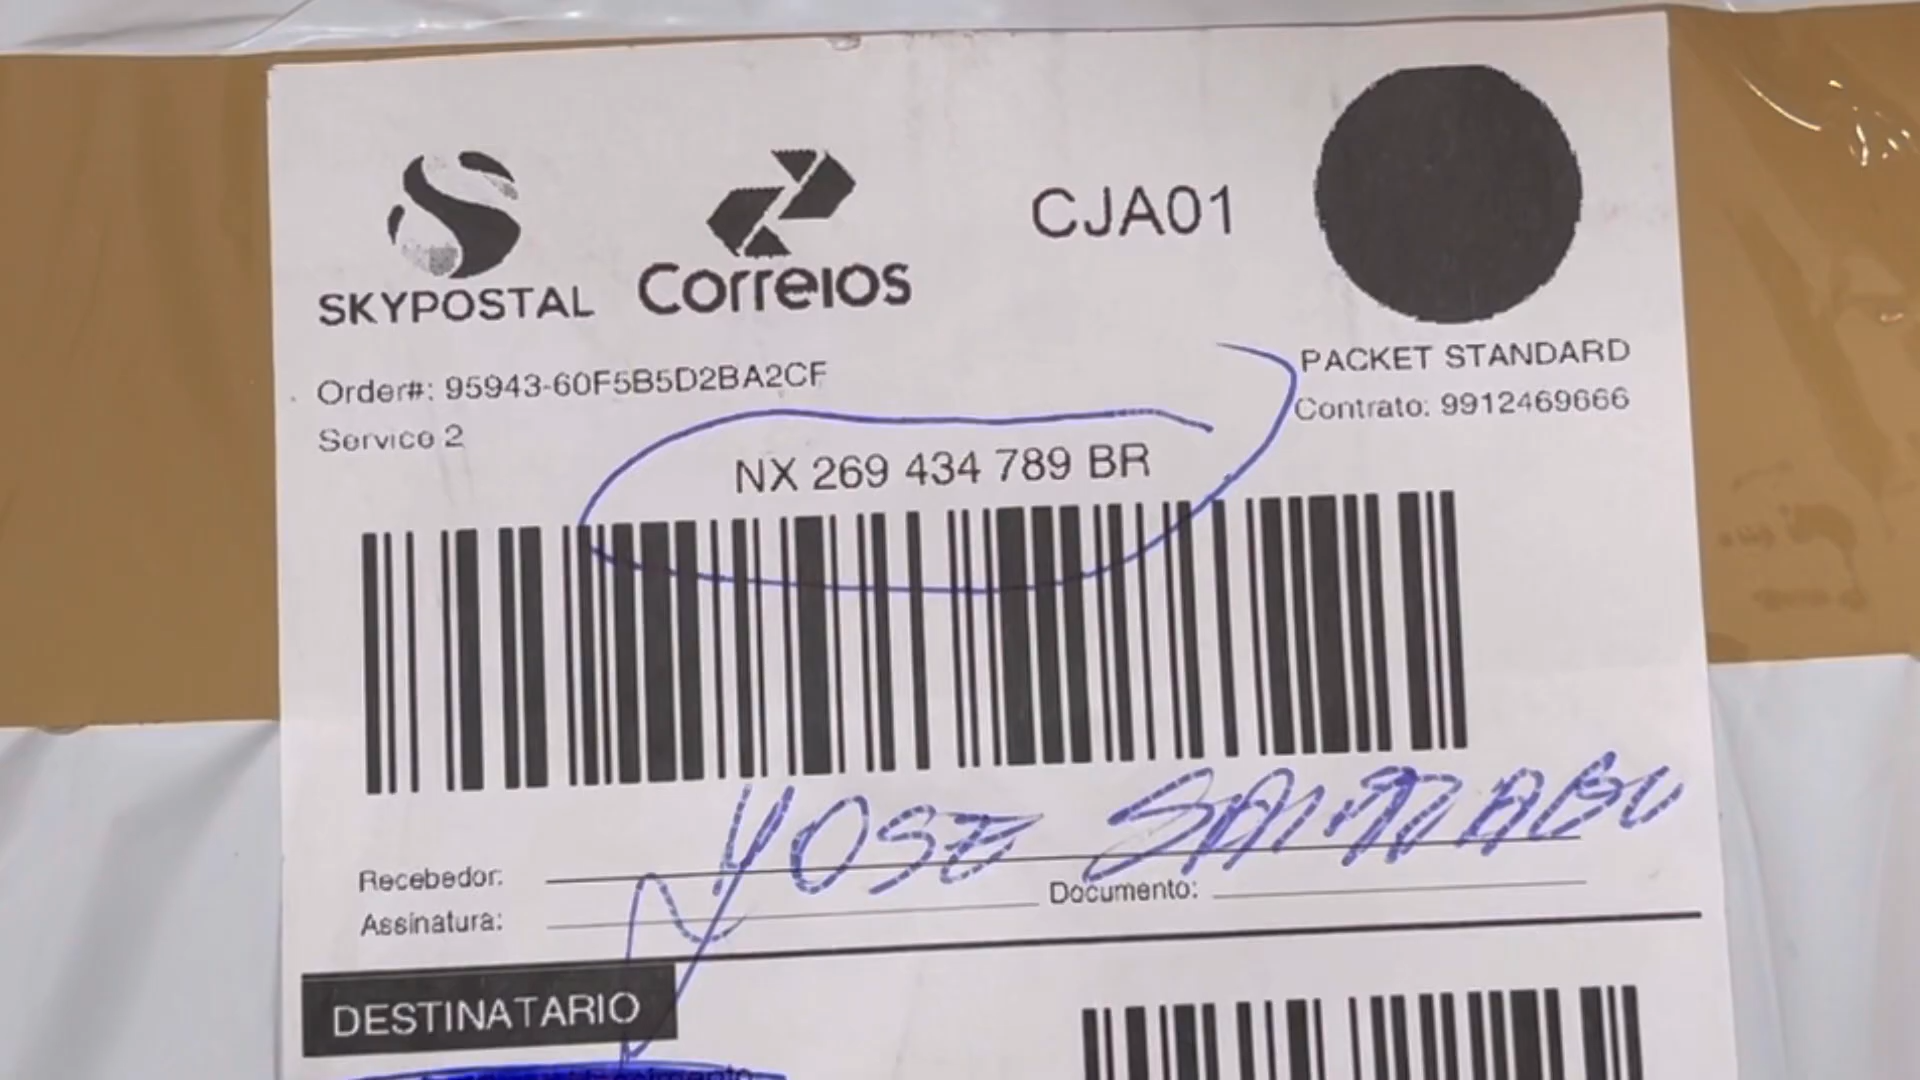 SKYPOSTAL
Correios
CJA01
PACKET STANDARD
Order#: 95943-60F5B5D2BA2CF
Contrato: 9912469666
Servico 2
NX 269 434 789 BR
YOSE
Recebedor:
Documento:
Assinatura:
DESTINATARIO